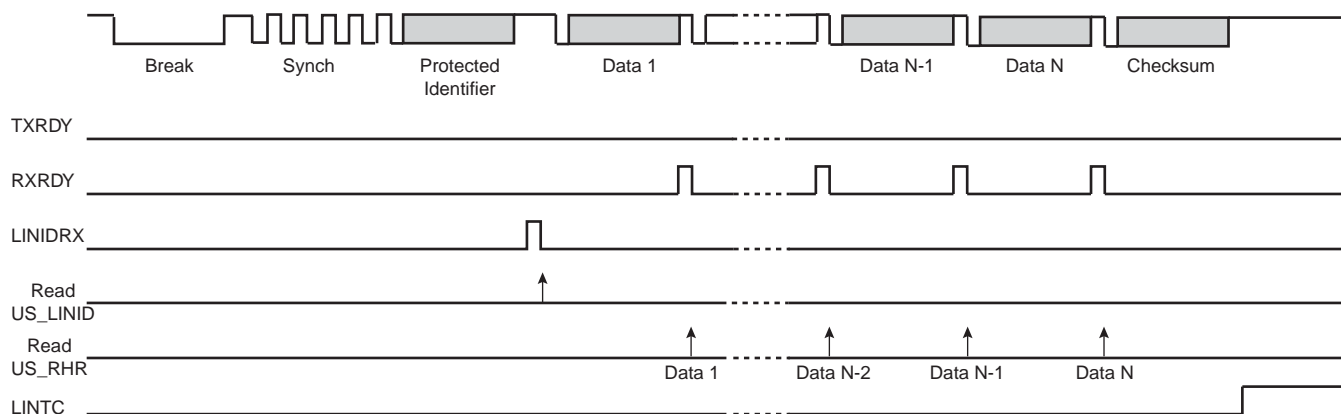 Break Synch Protected Identifier Data 1 Data N-1 Data N Checksum
TXRDY
RXRDY
LINIDRX
Read
US_LINID
Read
US_RHR
Data 1 Data N-2 Data N-1 Data N
LINTC